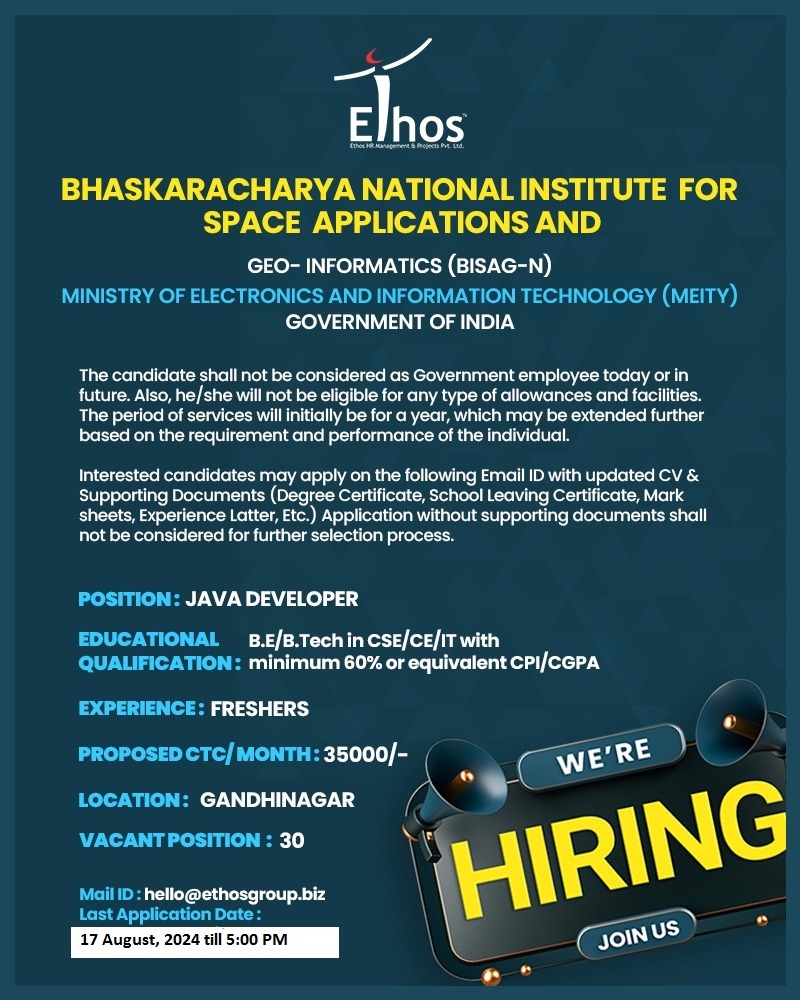 Ethos™
Ethos HR Management & Projects Pvt. Ltd.
BHASKARACHARYA NATIONAL INSTITUTE FOR
SPACE APPLICATIONS AND
GEO- INFORMATICS (BISAG-N)
MINISTRY OF ELECTRONICS AND INFORMATION TECHNOLOGY (MEITY)
GOVERNMENT OF INDIA
The candidate shall not be considered as Government employee today or in
future. Also, he/she will not be eligible for any type of allowances and facilities.
The period of services will initially be for a year, which may be extended further
based on the requirement and performance of the individual.
Interested candidates may apply on the following Email ID with updated CV &
Supporting Documents (Degree Certificate, School Leaving Certificate, Mark
sheets, Experience Latter, Etc.) Application without supporting documents shall
not be considered for further selection process.
POSITION : JAVA DEVELOPER
EDUCATIONAL B.E/B.Tech in CSE/CE/IT with
QUALIFICATION : minimum 60% or equivalent CPI/CGPA
EXPERIENCE : FRESHERS
PROPOSED CTC/ MONTH : 35000/-
LOCATION : GANDHINAGAR
VACANT POSITION : 30
Mail ID : hello@ethosgroup.biz
Last Application Date :
17 August, 2024 till 5:00 PM
WE'RE
HIRING
JOIN US